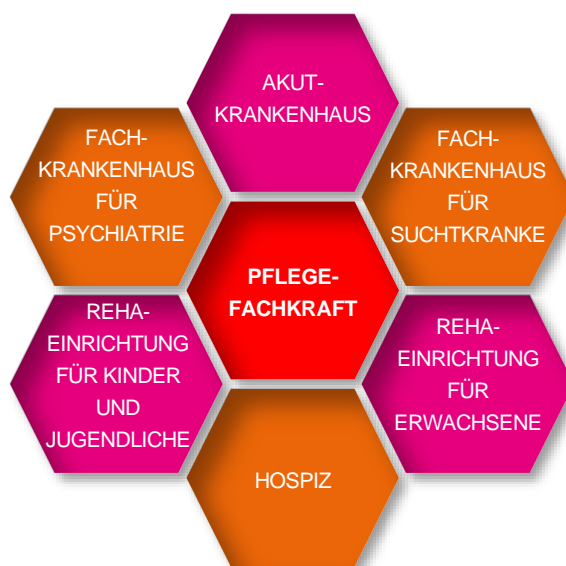 AKUT-
KRANKENHAUS
FACH-
KRANKENHAUS
FÜR
PSYCHIATRIE
FACH-
KRANKENHAUS
FÜR
SUCHTKRANKE
PFLEGE-
FACHKRAFT
REHA-
EINRICHTUNG
FÜR KINDER
UND
JUGENDLICHE
REHA-
EINRICHTUNG
FÜR
ERWACHSENE
HOSPIZ